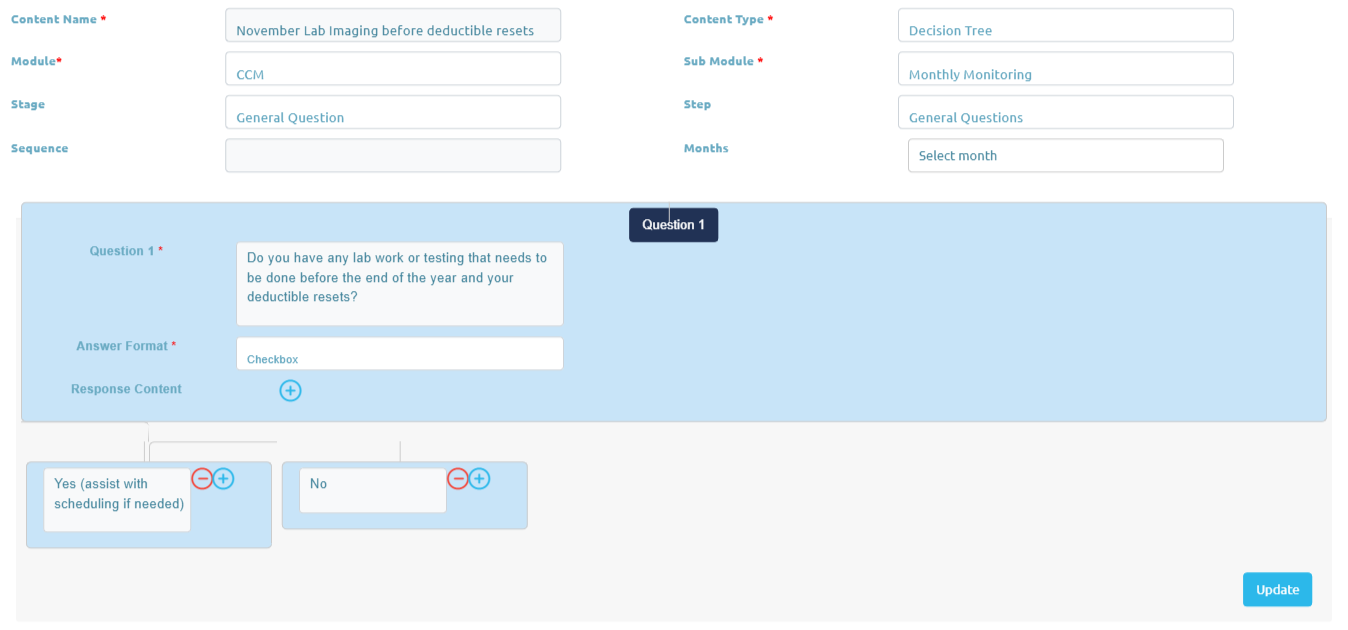 Content Name *
November Lab Imaging before deductible resets
Content Type *
Decision Tree
Module*
CCM
Sub Module *
Monthly Monitoring
Stage
General Question
Step
General Questions
Sequence
Months
Select month
Question 1
Question 1 *
Do you have any lab work or testing that needs to
be done before the end of the year and your
deductible resets?
Answer Format *
Checkbox
Response Content
Yes (assist with
scheduling if needed)
No
Update